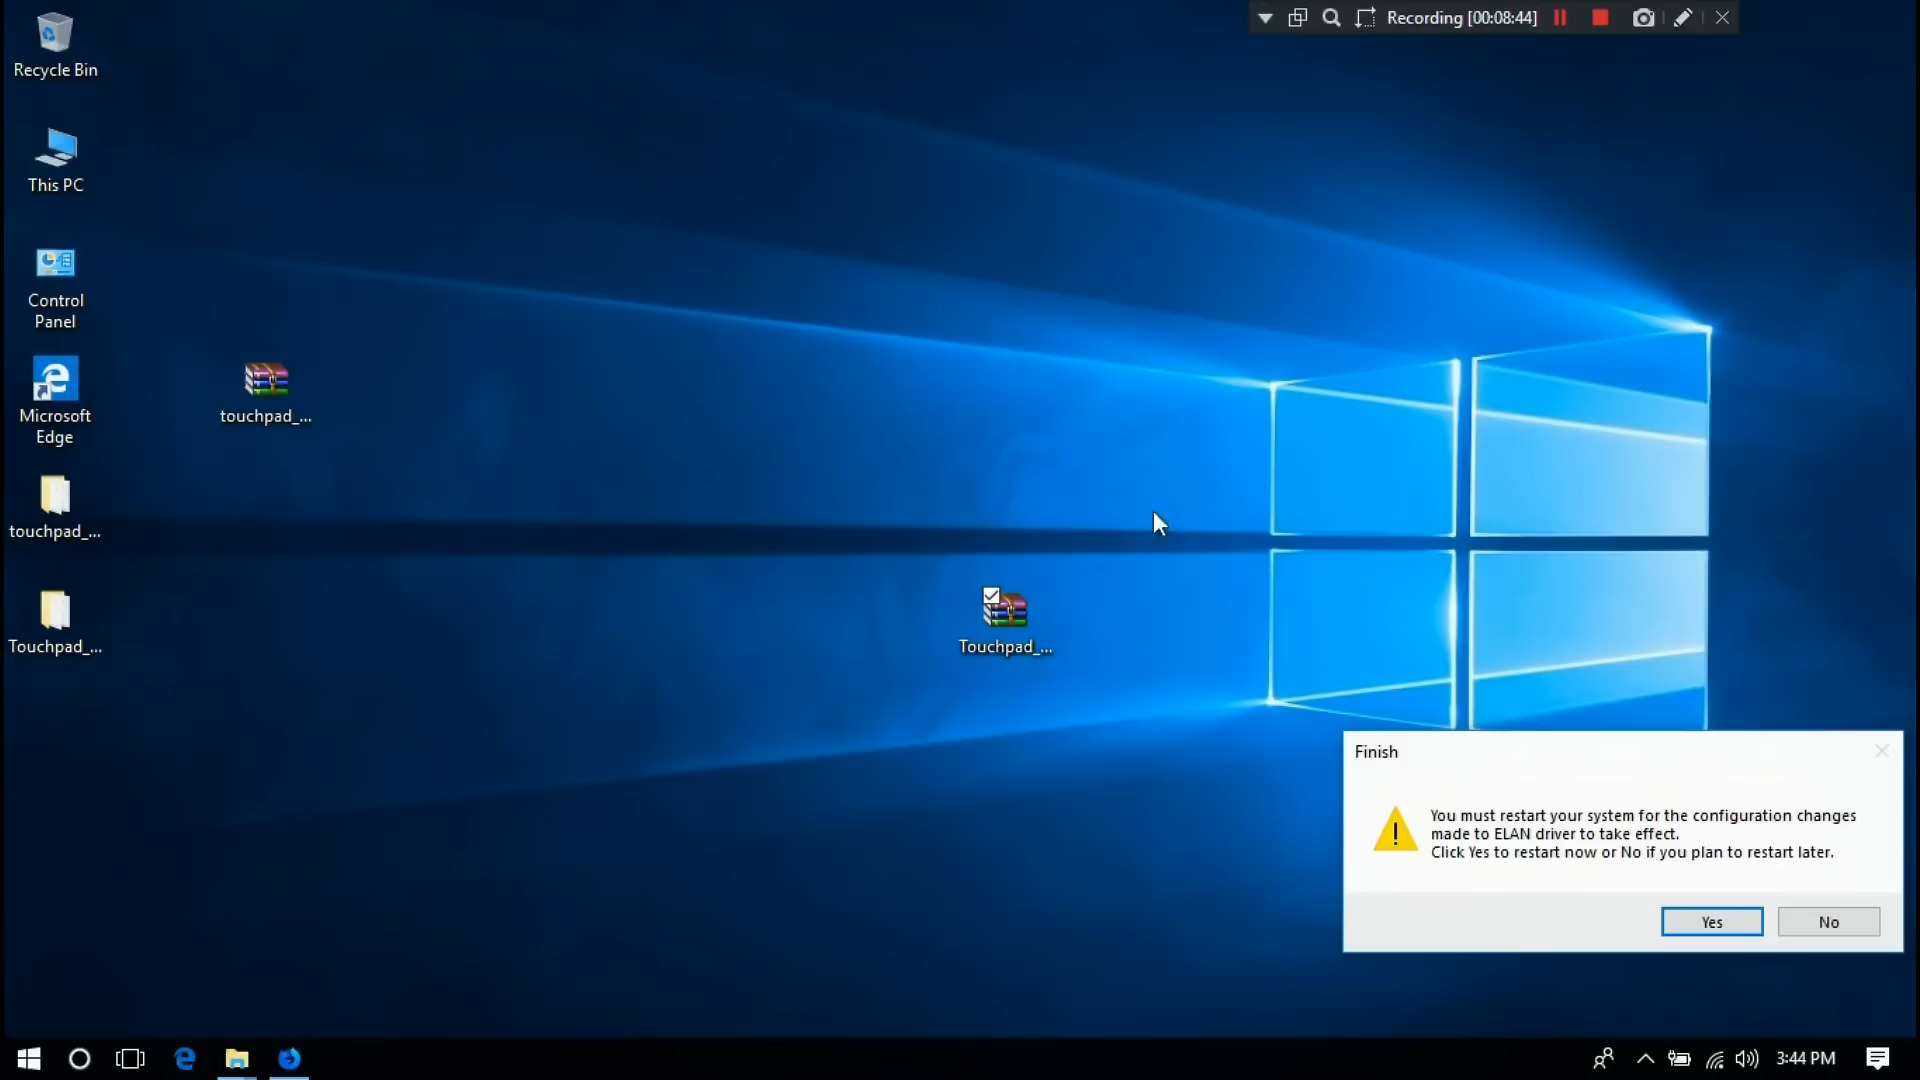 Recording [00:08:44]
Recycle Bin
This PC
Control
Panel
Microsoft
Edge
touchpad_...
touchpad_...
Touchpad_...
Touchpad_...
Finish
You must restart your system for the configuration changes
made to ELAN driver to take effect.
Click Yes to restart now or No if you plan to restart later.
Yes
No
3:44 PM